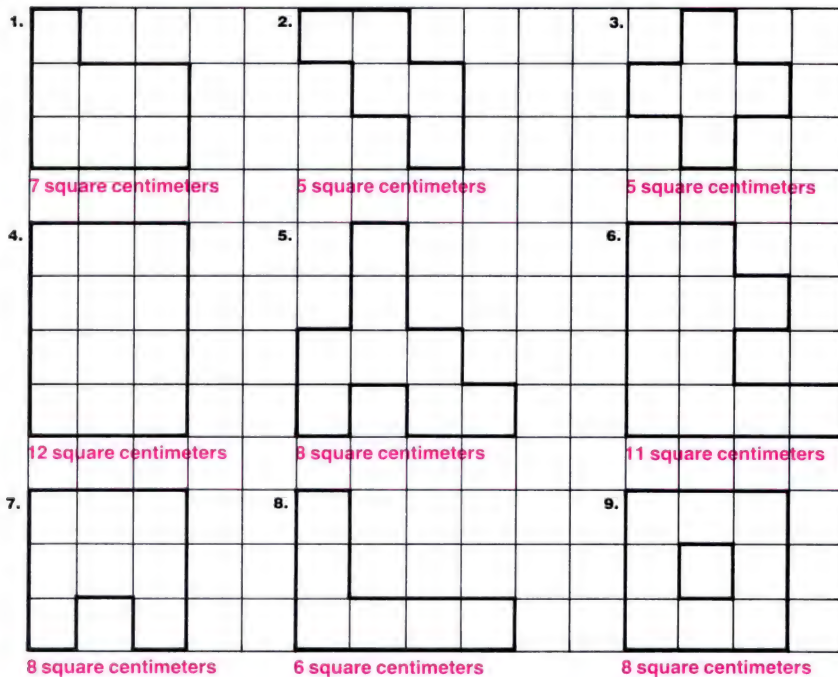 1. 2. 3.
7 square centimeters 5 square centimeters 5 square centimeters
4. 5. 6.
12 square centimeters 8 square centimeters 11 square centimeters
7. 8. 9.
8 square centimeters 6 square centimeters 8 square centimeters